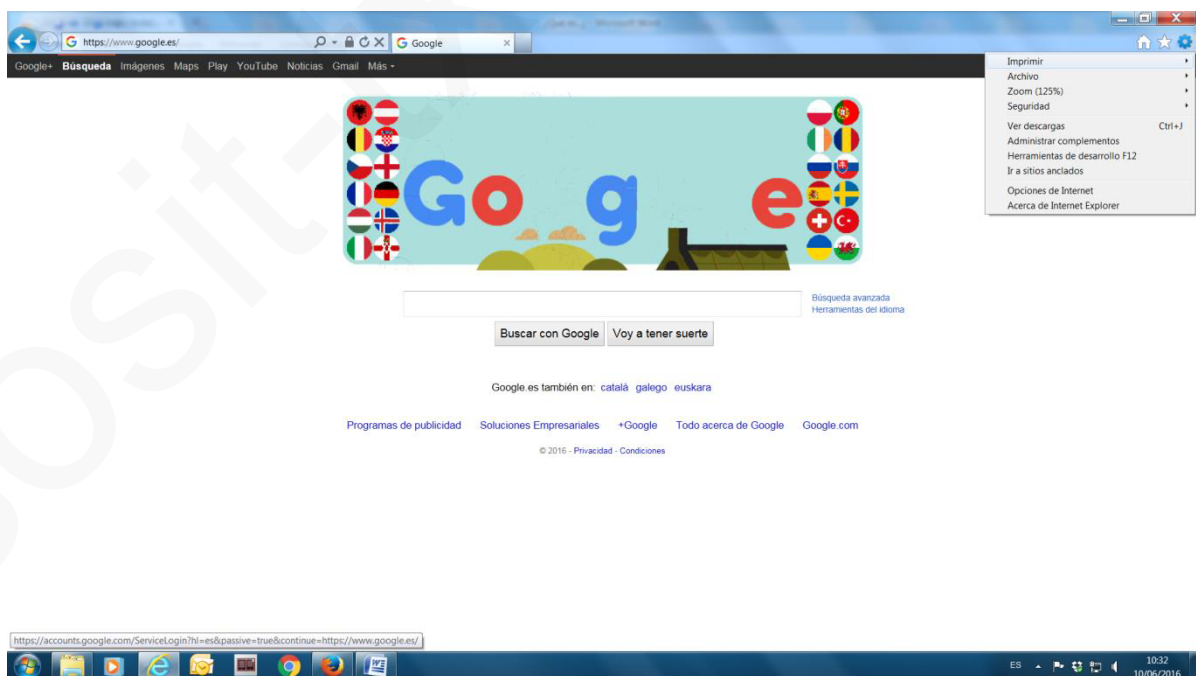 https://www.google.es/
Google
Google+ Búsqueda Imágenes Maps Play YouTube Noticias Gmail Más
Imprimir
Archivo
Zoom (125%)
Seguridad
Ver descargas Ctrl+J
Administrar complementos
Herramientas de desarrollo F12
Ir a sitios anclados
Opciones de Internet
Acerca de Internet Explorer
Go g e
Búsqueda avanzada
Herramientas del idioma
Buscar con Google Voy a tener suerte
Google.es también en: català galego euskara
Programas de publicidad Soluciones Empresariales +Google Todo acerca de Google Google.com
© 2016 - Privacidad - Condiciones
https://accounts.google.com/ServiceLogin?hl=es&passive=true&continue=https://www.google.es/
ES 10:32
10/06/2016